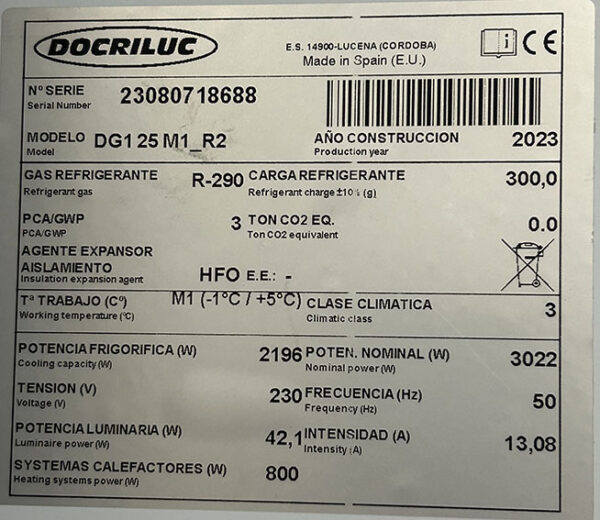 DOCRILUC
E.S. 14900-LUCENA (CORDOBA)
Made in Spain (E.U.)
i CE
Nº SERIE 23080718688
Serial Number
MODELO DG125 M1_R2 AÑO CONSTRUCCION 2023
Model Production year
GAS REFRIGERANTE R-290 CARGA REFRIGERANTE 300,0
Refrigerant gas Refrigerant charge ±10% (g)
PCA/GWP 3 TON CO2 EQ. 0.0
PCA/GWP Ton CO2 equivalent
AGENTE EXPANSOR
AISLAMIENTO HFO E.E.: -
Insulation expansion agent
Tª TRABAJO (Cº) M1 (-1°C / +5°C) CLASE CLIMATICA 3
Working temperature (ºC) Climatic class
POTENCIA FRIGORIFICA (W) 2196 POTEN. NOMINAL (W) 3022
Cooling capacity(W) Nominal power(W)
TENSION (V) 230 FRECUENCIA (Hz) 50
Voltage (V) Frequency (Hz)
POTENCIA LUMINARIA (W) 42,1 INTENSIDAD (A) 13,08
Luminaire power(W) Intensity (A)
SYSTEMAS CALEFACTORES (W) 800
Heating systems power(W)